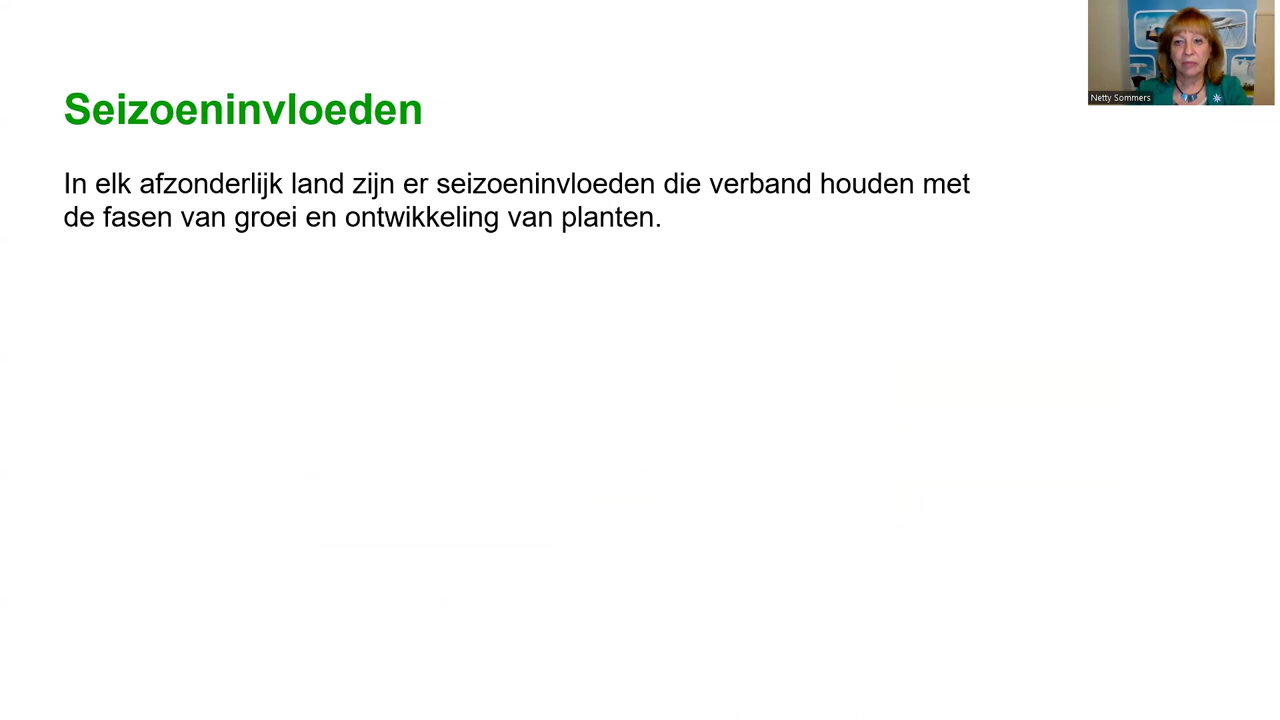 Seizoeninvloeden
In elk afzonderlijk land zijn er seizoeninvloeden die verband houden met
de fasen van groei en ontwikkeling van planten.
Netty Sommers